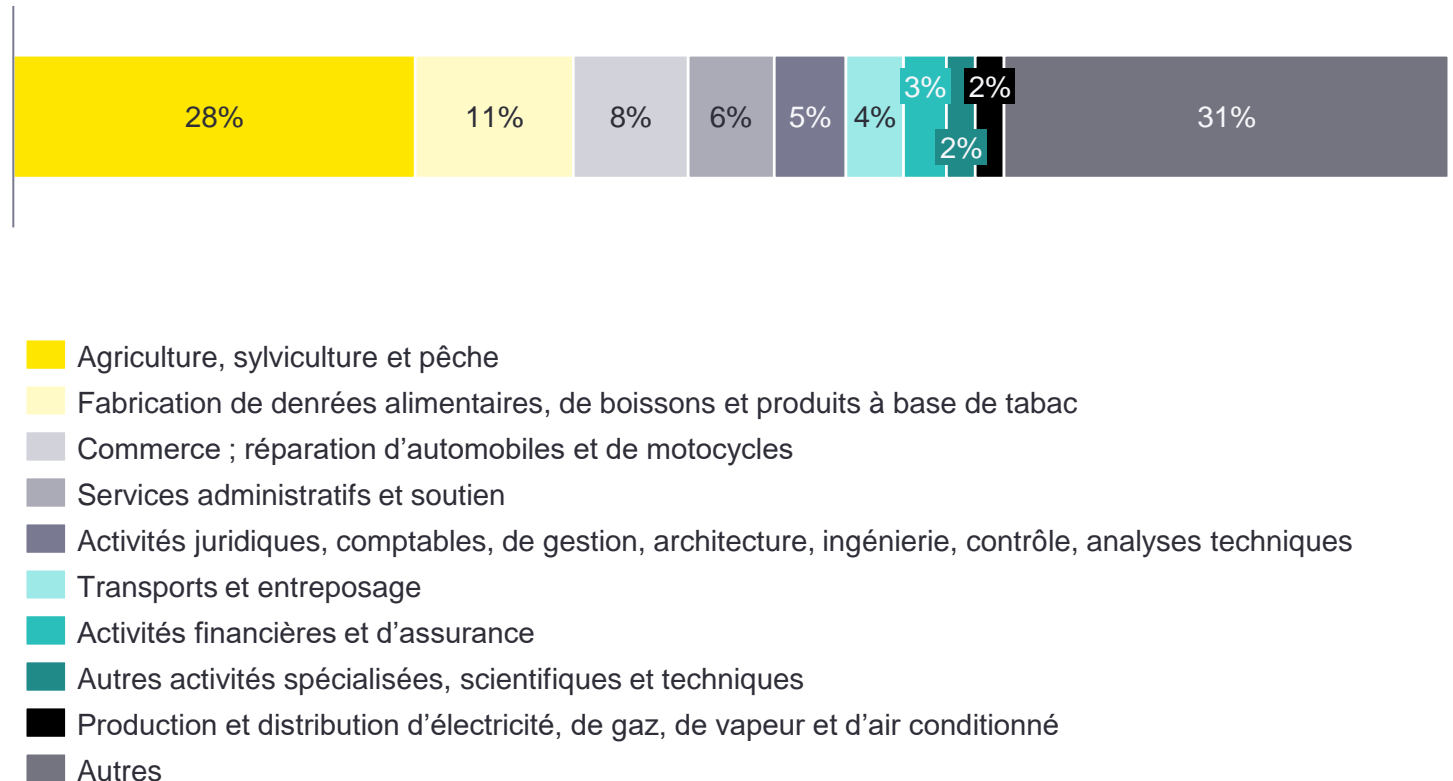 28%
11%
8%
6%
5%
4%
3%
2%
2%
31%
Agriculture, sylviculture et pêche
Fabrication de denrées alimentaires, de boissons et produits à base de tabac
Commerce ; réparation d’automobiles et de motocycles
Services administratifs et soutien
Activités juridiques, comptables, de gestion, architecture, ingénierie, contrôle, analyses techniques
Transports et entreposage
Activités financières et d’assurance
Autres activités spécialisées, scientifiques et techniques
Production et distribution d’électricité, de gaz, de vapeur et d’air conditionné
Autres